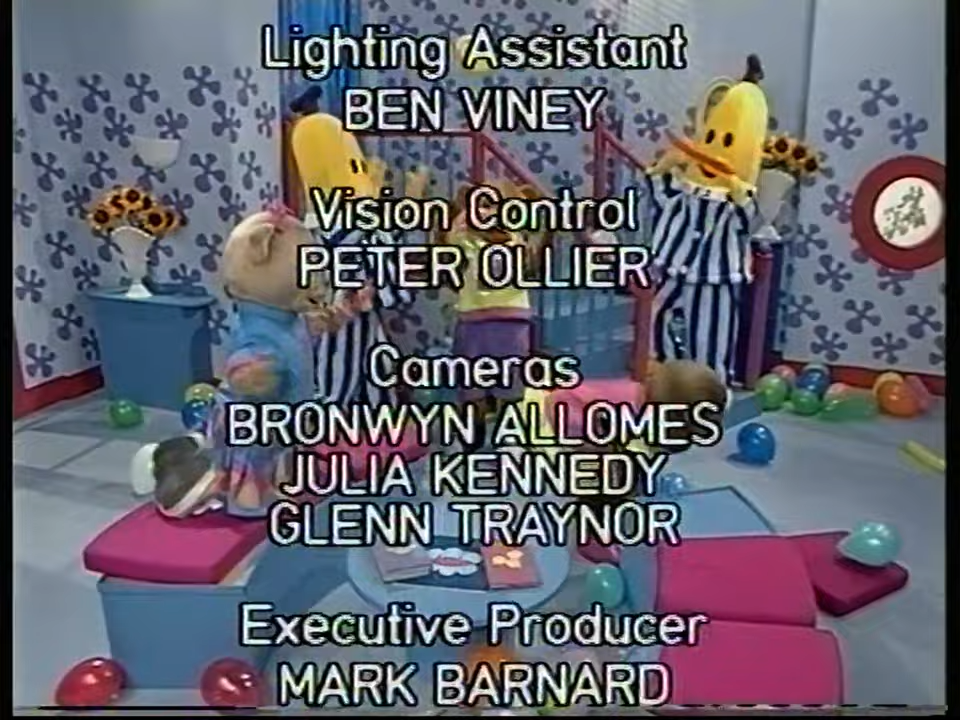 Lighting Assistant
BEN VINEY
Vision Control
PETER OLLIER
Cameras
BRONWYN ALLOMES
JULIA KENNEDY
GLENN TRAYNOR
Executive Producer
MARK BARNARD